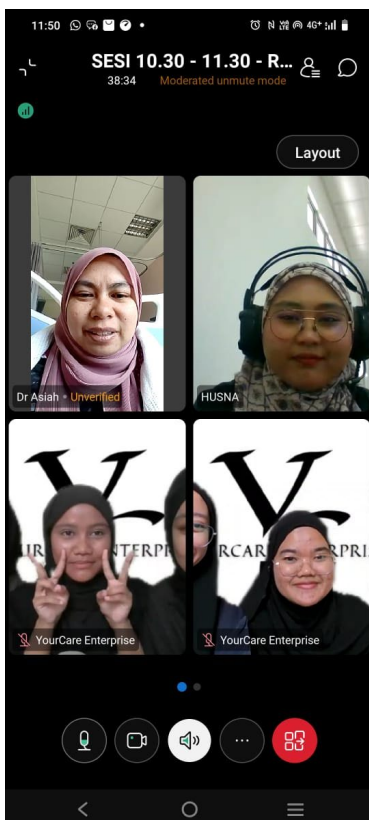 11:50
4G+
SESI 10.30 - 11.30 - R...
38:34 Moderated unmute mode
Layout
Dr Asiah • Unverified
HUSNA
YourCare Enterprise
YourCare Enterprise